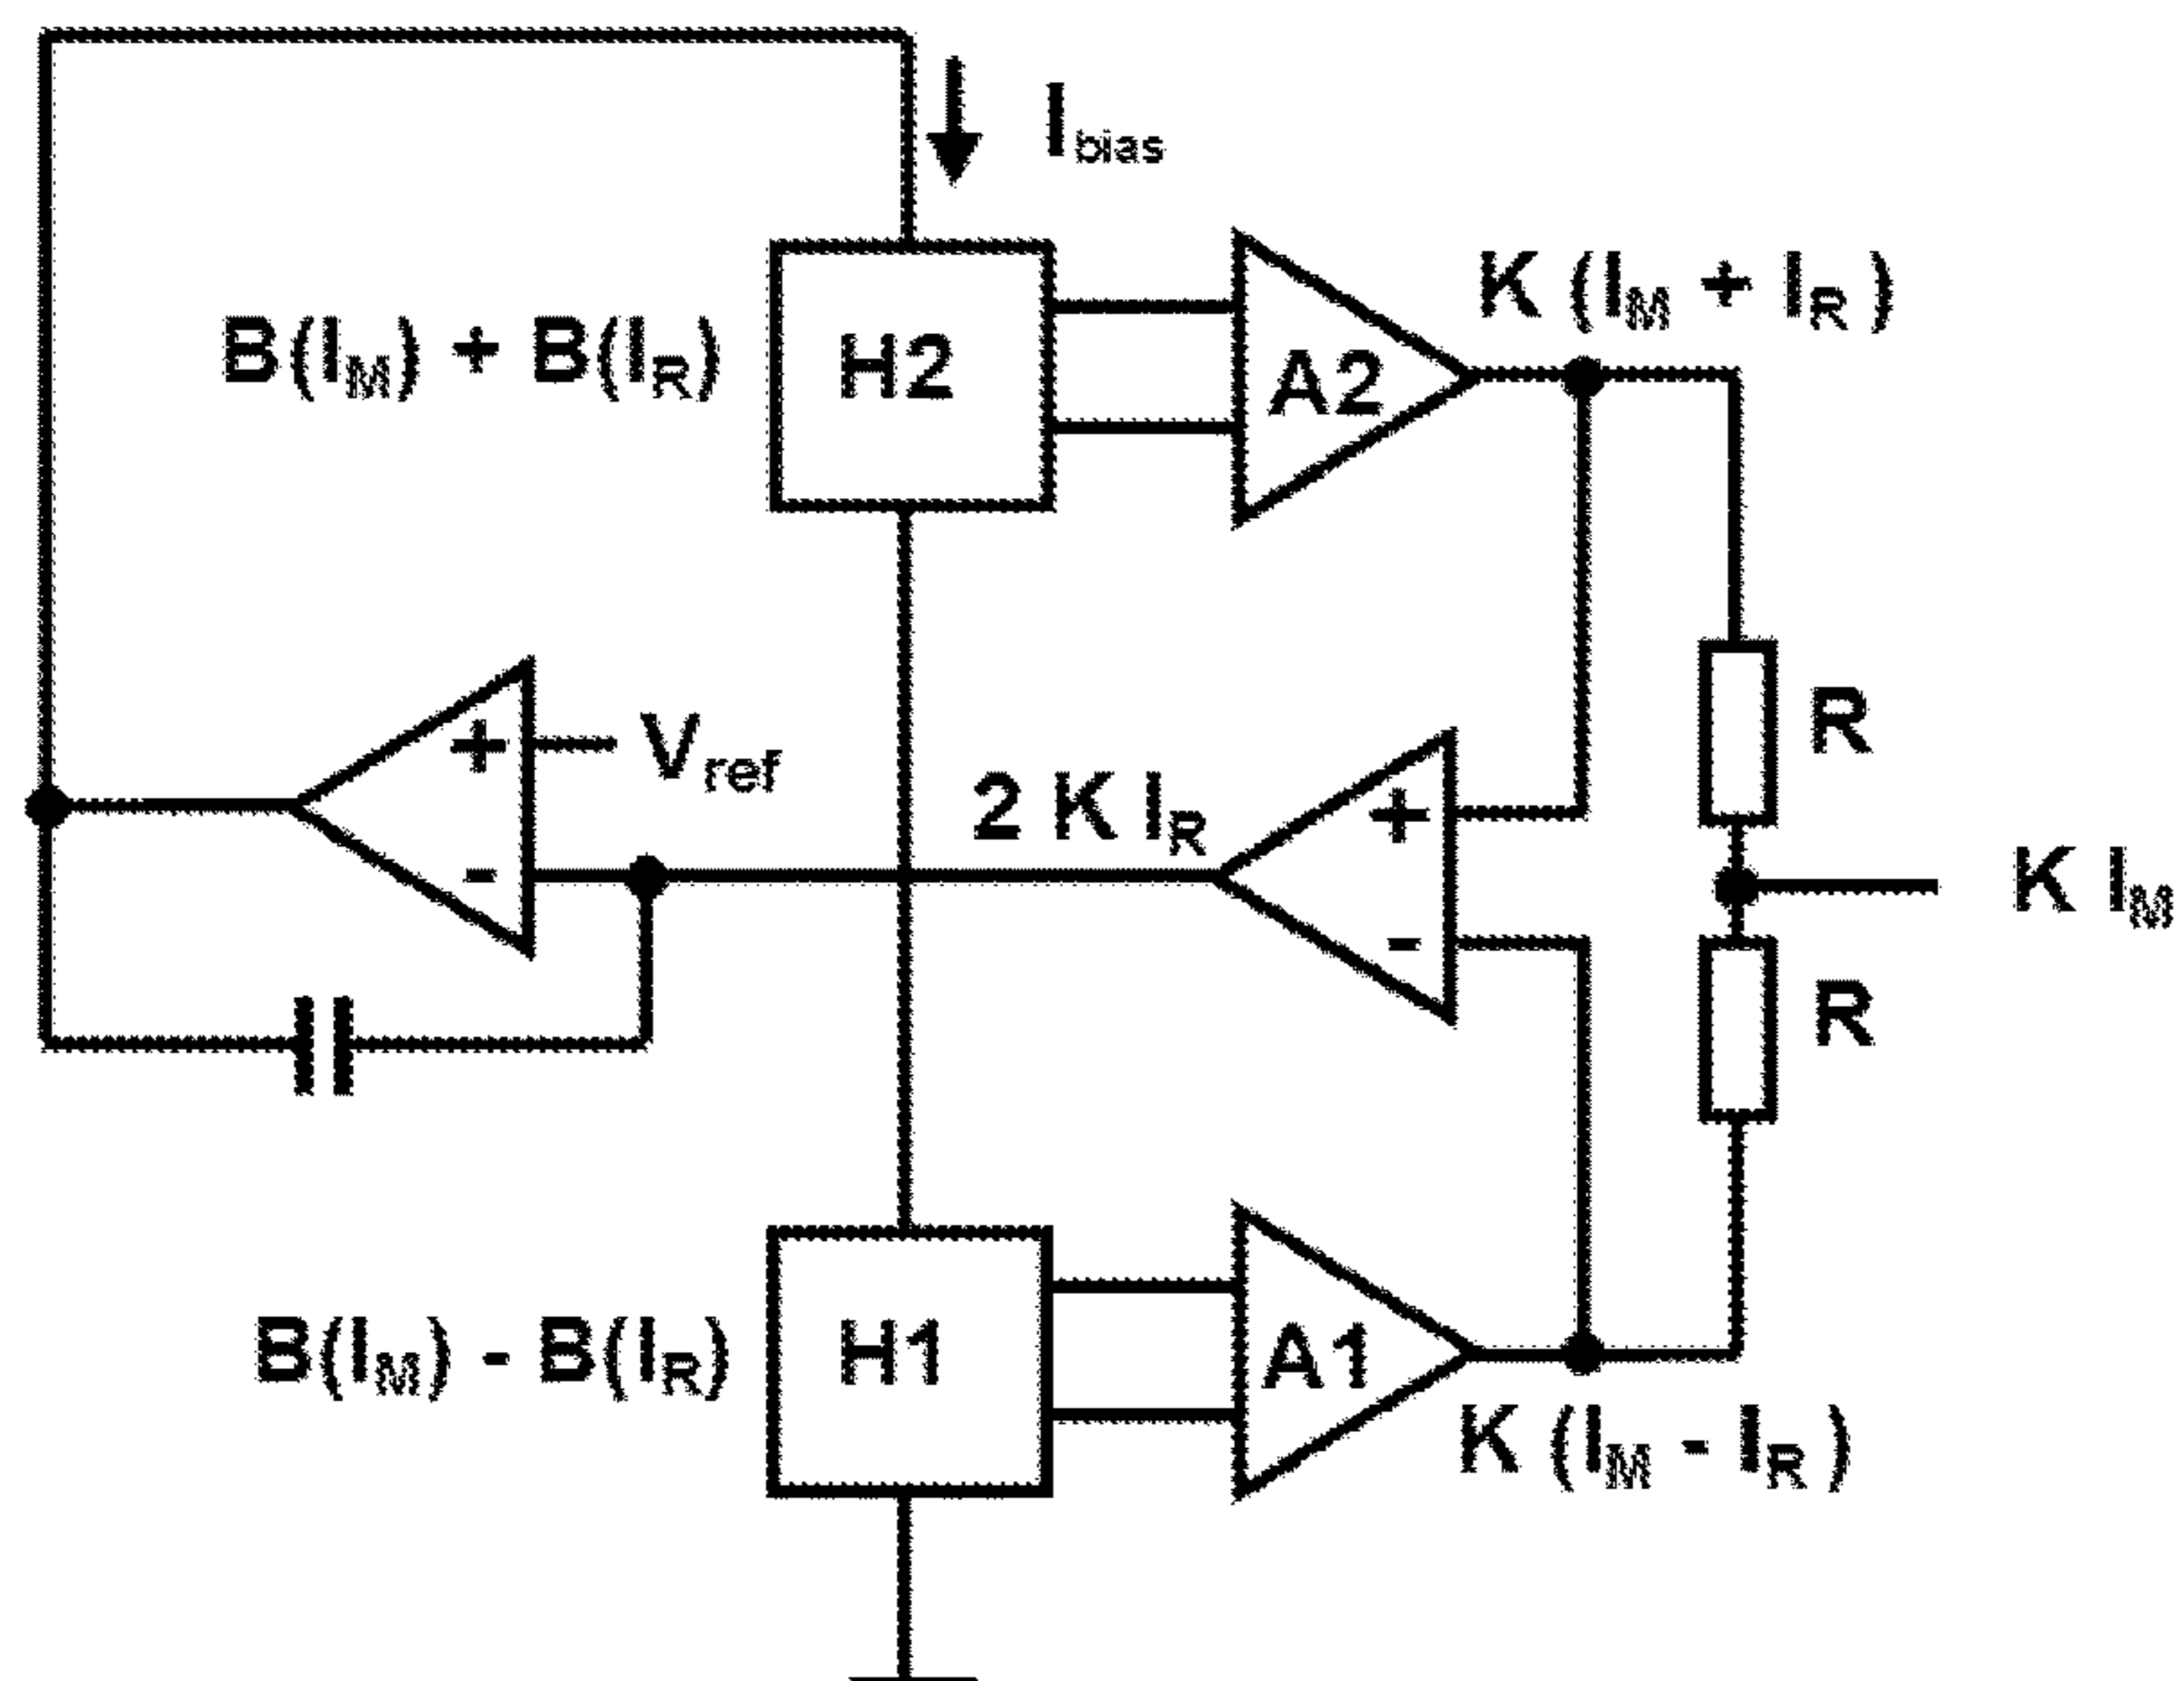 I_bias
K (I_M + I_R )
B(I_M) + B(I_R)
H2
A2
R
+ V_ref
2 K I_R
+
K I_M
-
-
R
B(I_M) - B(I_R)
H1
A1
K (I_M - I_R )